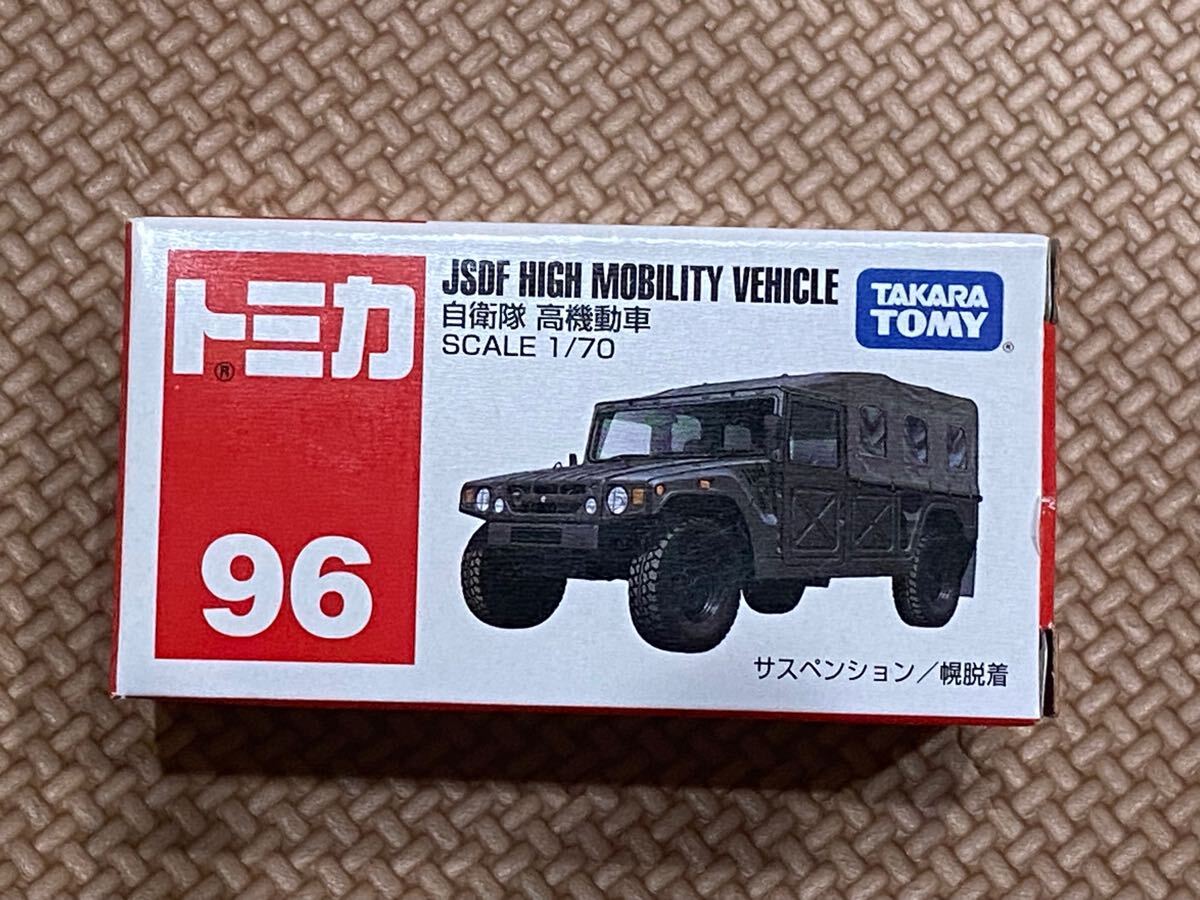 トミカ
®
96
JSDF HIGH MOBILITY VEHICLE
自衛隊 高機動車
SCALE 1/70
TAKARA
TOMY
®
サスペンション/幌脱着